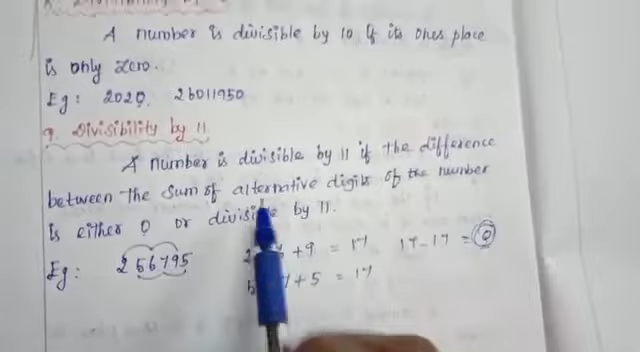 A number is divisible by 10 if its ones place
is only zero.
Eg: 2020, 26011950
9. Divisibility by 11
A number is divisible by 11 if the difference
between the sum of alternative digits of the number
is either 0 or divisible by 11.
Eg: 256795 + 9 = 17 17-17 = 0
+ 5 = 17